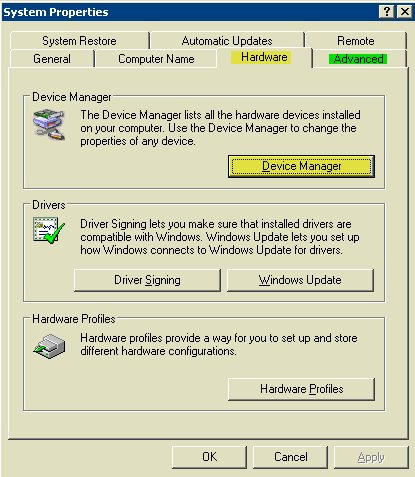 System Properties
System Restore
Automatic Updates
Remote
General
Computer Name
Hardware
Advanced
Device Manager
The Device Manager lists all the hardware devices installed
on your computer. Use the Device Manager to change the
properties of any device.
Device Manager
Drivers
Driver Signing lets you make sure that installed drivers are
compatible with Windows. Windows Update lets you set up
how Windows connects to Windows Update for drivers.
Driver Signing
Windows Update
Hardware Profiles
Hardware profiles provide a way for you to set up and store
different hardware configurations.
Hardware Profiles
OK
Cancel
Apply